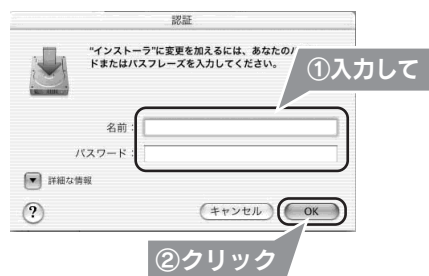 認証
"インストーラ"に変更を加えるには、あなたの
ドまたはパスフレーズを入力してください。
①入力して
名前：
パスワード：
詳細な情報
?
キャンセル
OK
②クリック